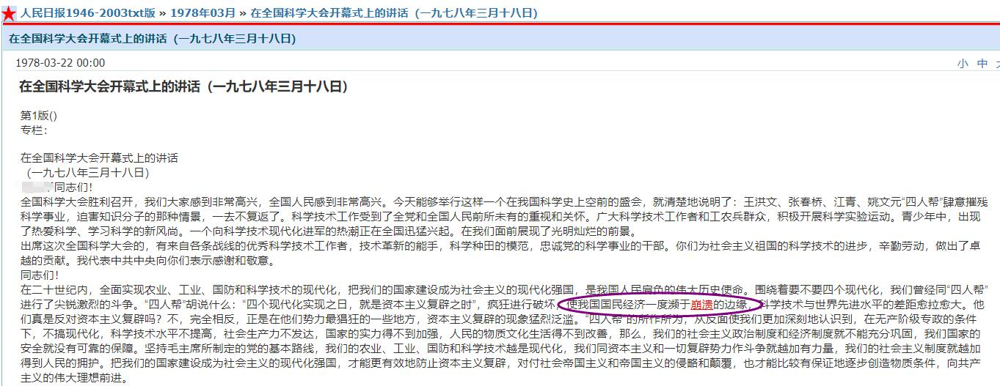 人民日报1946-2003txt版 » 1978年03月 » 在全国科学大会开幕式上的讲话（一九七八年三月十八日）
在全国科学大会开幕式上的讲话（一九七八年三月十八日）
1978-03-22 00:00
小 中
在全国科学大会开幕式上的讲话（一九七八年三月十八日）
第1版()
专栏：
在全国科学大会开幕式上的讲话
（一九七八年三月十八日）
同志们！
全国科学大会胜利召开，我们大家感到非常高兴，全国人民感到非常高兴。今天能够举行这样一个在我国科学史上空前的盛会，就清楚地说明了：王洪文、张春桥、江青、姚文元“四人帮”肆意摧残
科学事业，迫害知识分子的那种情景，一去不复返了。科学技术工作受到了全党和全国人民前所未有的重视和关怀。广大科学技术工作者和工农兵群众，积极开展科学实验运动。青少年中，出现
了热爱科学、学习科学的新风尚。一个向科学技术现代化进军的热潮正在全国迅猛兴起。在我们面前展现了光明灿烂的前景。
出席这次全国科学大会的，有来自各条战线的优秀科学技术工作者，技术革新的能手，科学种田的模范，忠诚党的科学事业的干部。你们为社会主义祖国的科学技术的进步，辛勤劳动，做出了卓
越的贡献。我代表中共中央向你们表示感谢和敬意。
同志们！
在二十世纪内，全面实现农业、工业、国防和科学技术的现代化，把我们的国家建设成为社会主义的现代化强国，是我国人民肩负的伟大历史使命。围绕着要不要四个现代化，我们曾经同“四人帮”
进行了尖锐激烈的斗争。“四人帮”胡说什么：“四个现代化实现之日，就是资本主义复辟之时”，疯狂进行破坏，使我国国民经济一度濒于崩溃的边缘，科学技术与世界先进水平的差距愈拉愈大。他
们真是反对资本主义复辟吗？不，完全相反，正是在他们势力最猖狂的一些地方，资本主义复辟的现象猛烈泛滥。“四人帮”的所作所为，从反面使我们更加深刻地认识到，在无产阶级专政的条件
下，不搞现代化，科学技术水平不提高，社会生产力不发达，国家的实力得不到加强，人民的物质文化生活得不到改善，那么，我们的社会主义政治制度和经济制度就不能充分巩固，我们国家的
安全就没有可靠的保障。坚持毛主席所制定的党的基本路线，我们的农业、工业、国防和科学技术越是现代化，我们同资本主义和一切复辟势力作斗争就越加有力量，我们的社会主义制度就越加
得到人民的拥护。把我们的国家建设成为社会主义的现代化强国，才能更有效地防止资本主义复辟，对付社会帝国主义和帝国主义的侵略和颠覆，也才能比较有保证地逐步创造物质条件，向共产
主义的伟大理想前进。